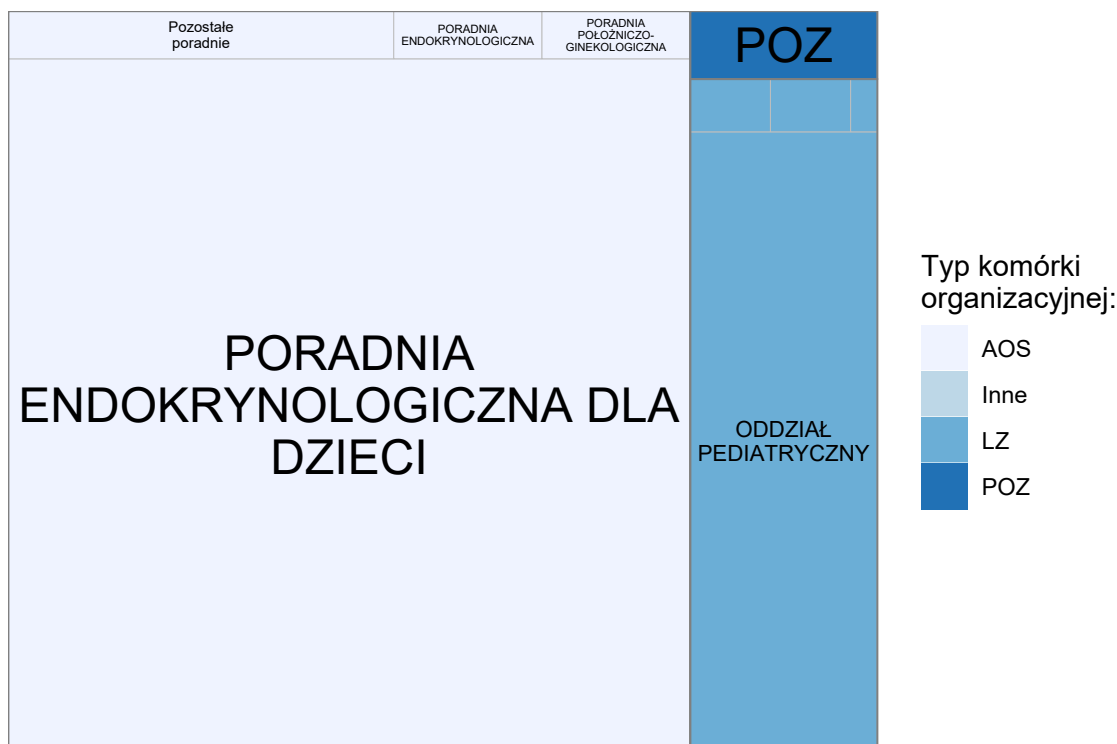 Pozostałe
poradnie
PORADNIA
ENDOKRYNOLOGICZNA
PORADNIA
POŁOŻNICZO-
GINEKOLOGICZNA
POZ
PORADNIA
ENDOKRYNOLOGICZNA DLA
DZIECI
ODDZIAŁ
PEDIATRYCZNY
Typ komórki
organizacyjnej:
AOS
Inne
LZ
POZ